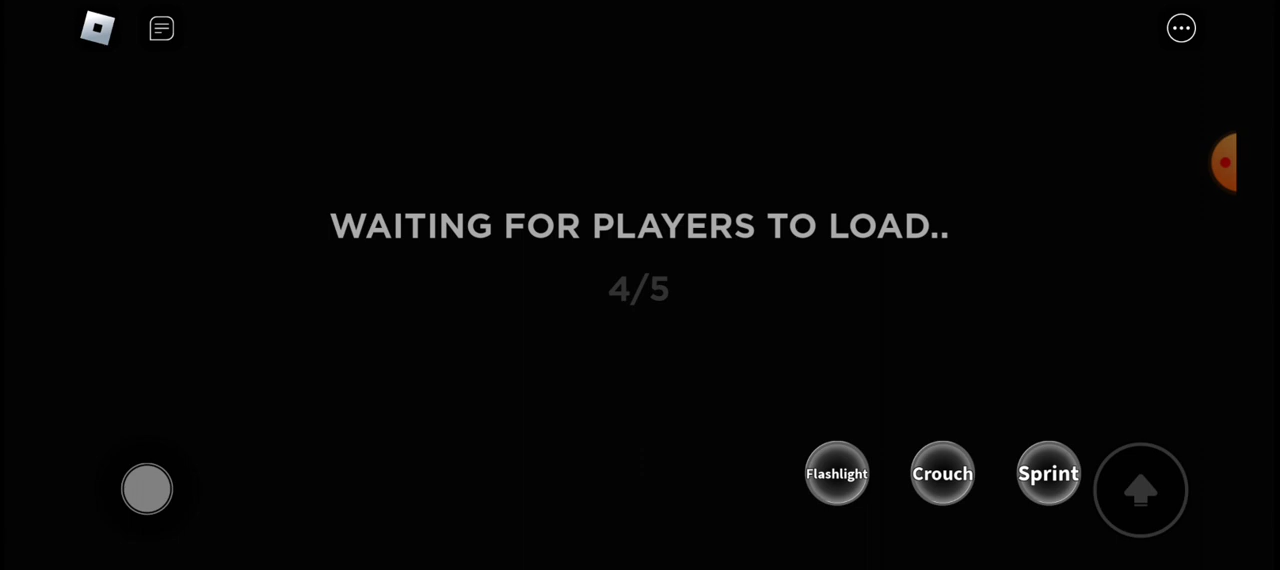 WAITING FOR PLAYERS TO LOAD..
4/5
Flashlight
Crouch
Sprint